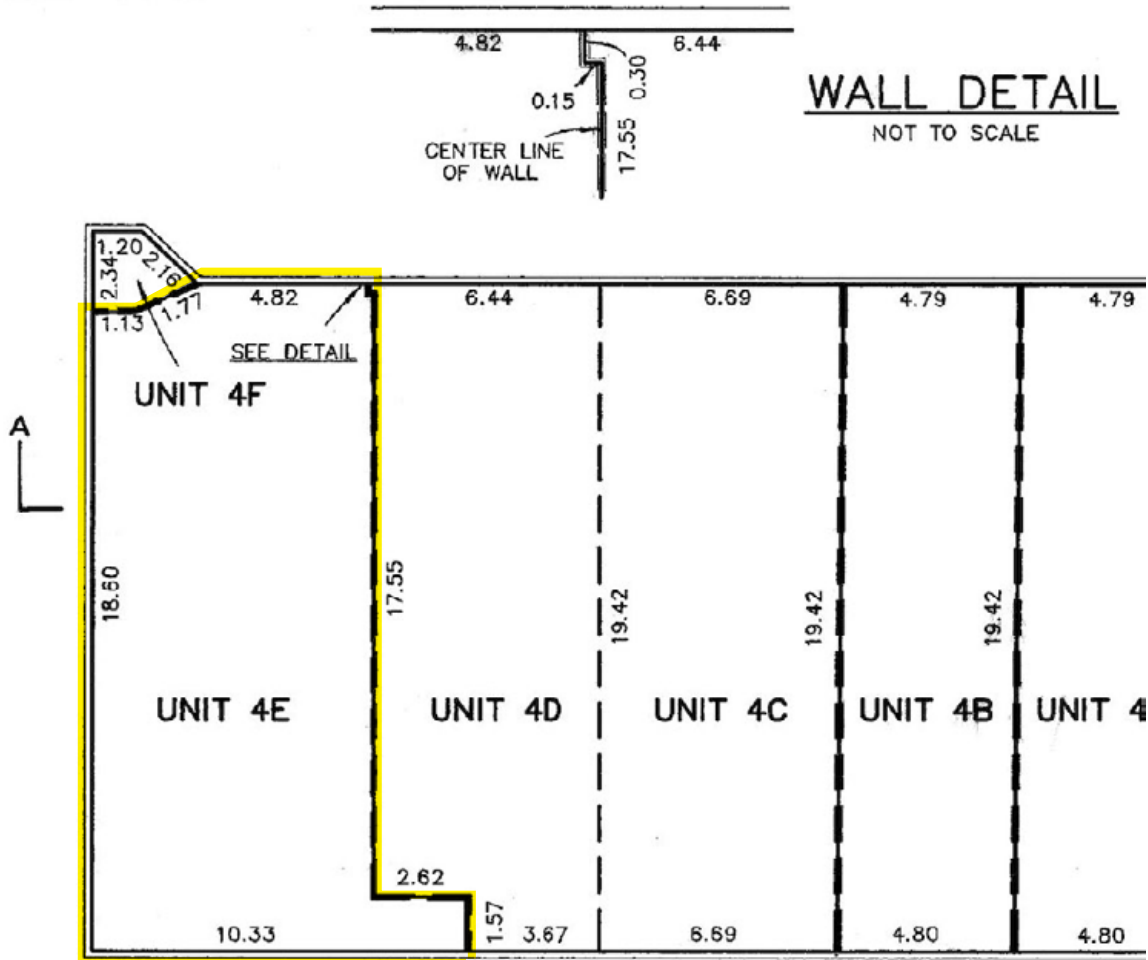 4.82
6.44
0.15
0.30
17.55
CENTER LINE
OF WALL
WALL DETAIL
NOT TO SCALE
1.20
2.16
2.34
1.13
1.77
4.82
6.44
6.69
4.79
4.79
SEE DETAIL
UNIT 4F
A
18.60
17.55
19.42
19.42
19.42
UNIT 4E
UNIT 4D
UNIT 4C
UNIT 4B
UNIT 4
2.62
1.57
10.33
3.67
6.69
4.80
4.80